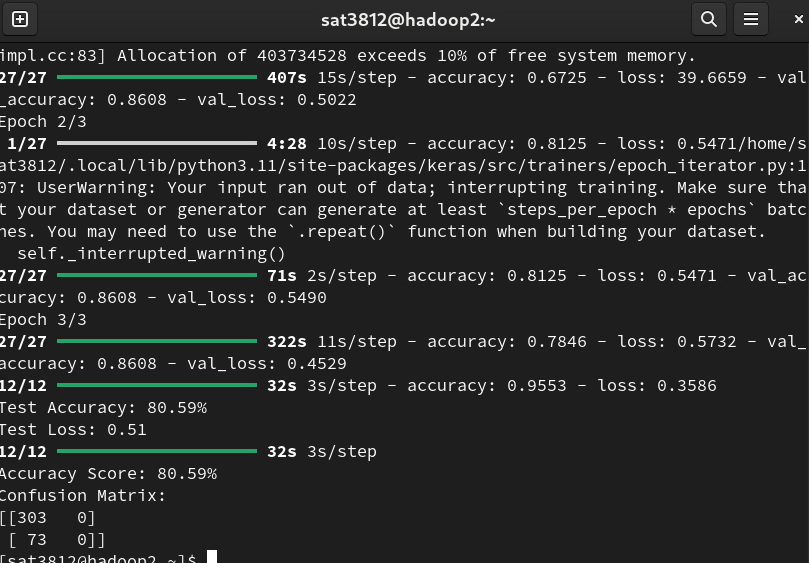 sat3812@hadoop2:~
impl.cc:83] Allocation of 403734528 exceeds 10% of free system memory.
27/27 ━━━━━━━━━━━━━━━━━━━━ 407s 15s/step - accuracy: 0.6725 - loss: 39.6659 - val
_accuracy: 0.8608 - val_loss: 0.5022
Epoch 2/3
1/27 ━━━━━━━━━━━━━━━━━━━━ 4:28 10s/step - accuracy: 0.8125 - loss: 0.5471/home/s
at3812/.local/lib/python3.11/site-packages/keras/src/trainers/epoch_iterator.py:1
07: UserWarning: Your input ran out of data; interrupting training. Make sure tha
t your dataset or generator can generate at least `steps_per_epoch * epochs` batc
hes. You may need to use the `.repeat()` function when building your dataset.
self._interrupted_warning()
27/27 ━━━━━━━━━━━━━━━━━━━━ 71s 2s/step - accuracy: 0.8125 - loss: 0.5471 - val_ac
curacy: 0.8608 - val_loss: 0.5490
Epoch 3/3
27/27 ━━━━━━━━━━━━━━━━━━━━ 322s 11s/step - accuracy: 0.7846 - loss: 0.5732 - val_
accuracy: 0.8608 - val_loss: 0.4529
12/12 ━━━━━━━━━━━━━━━━━━━━ 32s 3s/step - accuracy: 0.9553 - loss: 0.3586
Test Accuracy: 80.59%
Test Loss: 0.51
12/12 ━━━━━━━━━━━━━━━━━━━━ 32s 3s/step
Accuracy Score: 80.59%
Confusion Matrix:
[[303   0]
 [ 73   0]]
[sat3812@hadoop2 ~]$